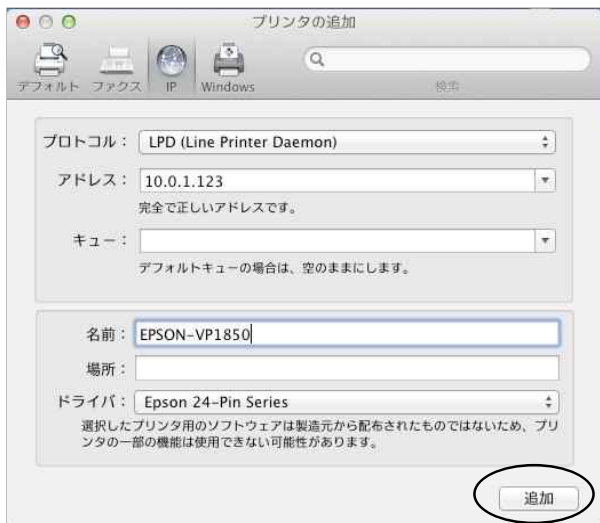 プリンタの追加
デフォルト ファクス IP Windows 検索
プロトコル： LPD (Line Printer Daemon)
アドレス： 10.0.1.123
完全で正しいアドレスです。
キュー：
デフォルトキューの場合は、空のままにします。
名前： EPSON-VP1850
場所：
ドライバ： Epson 24-Pin Series
選択したプリンタ用のソフトウェアは製造元から配布されたものではないため、プリ
ンタの一部の機能は使用できない可能性があります。
追加